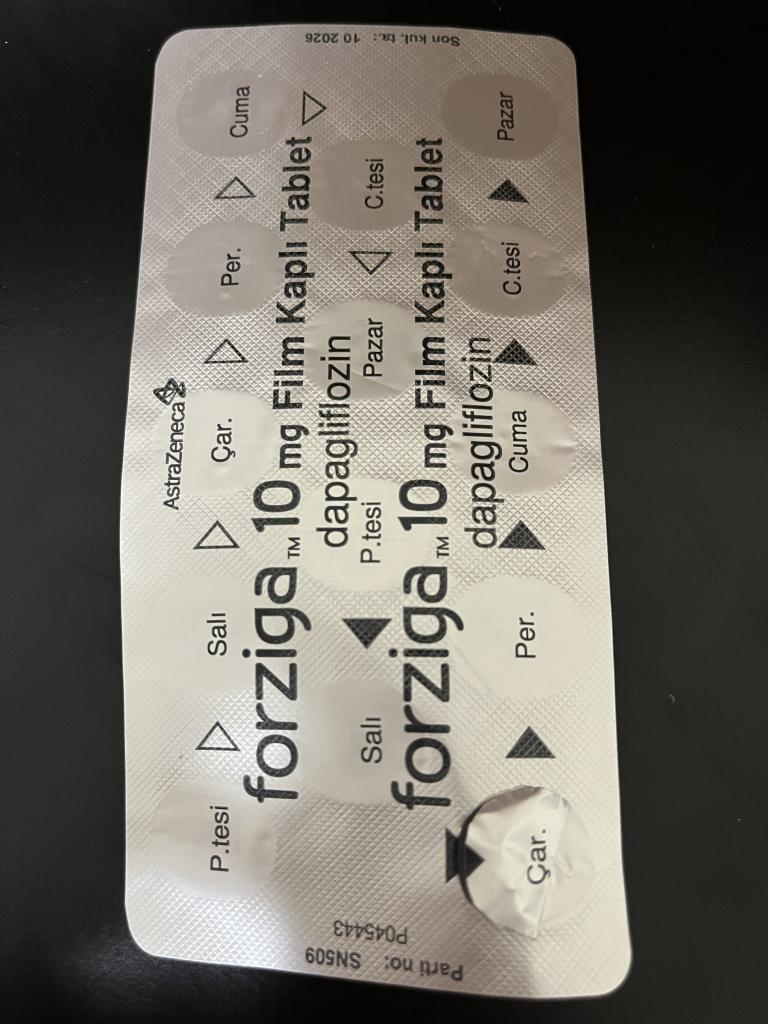 Son kul. ta.: 10 2026
AstraZeneca
P.tesi Salı Çar. Per. Cuma
forziga™ 10 mg Film Kaplı Tablet
dapagliflozin
Salı P.tesi Pazar C.tesi
forziga™ 10 mg Film Kaplı Tablet
dapagliflozin
Çar. Per. Cuma C.tesi Pazar
Parti no: SN509
P045443